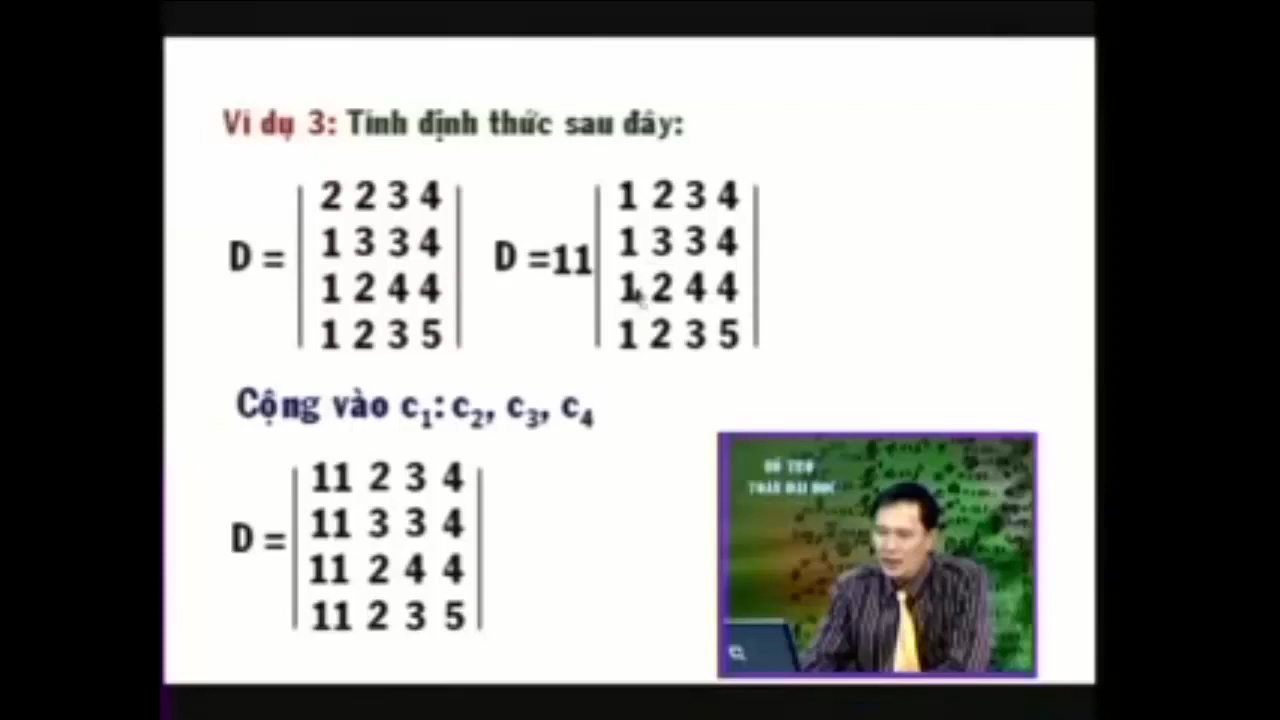 Ví dụ 3: Tính định thức sau đây:
D = | 2 2 3 4 |
| 1 3 3 4 |
| 1 2 4 4 |
| 1 2 3 5 |
D =11 | 1 2 3 4 |
| 1 3 3 4 |
| 1 2 4 4 |
| 1 2 3 5 |
Cộng vào c₁: c₂, c₃, c₄
D = | 11 2 3 4 |
| 11 3 3 4 |
| 11 2 4 4 |
| 11 2 3 5 |